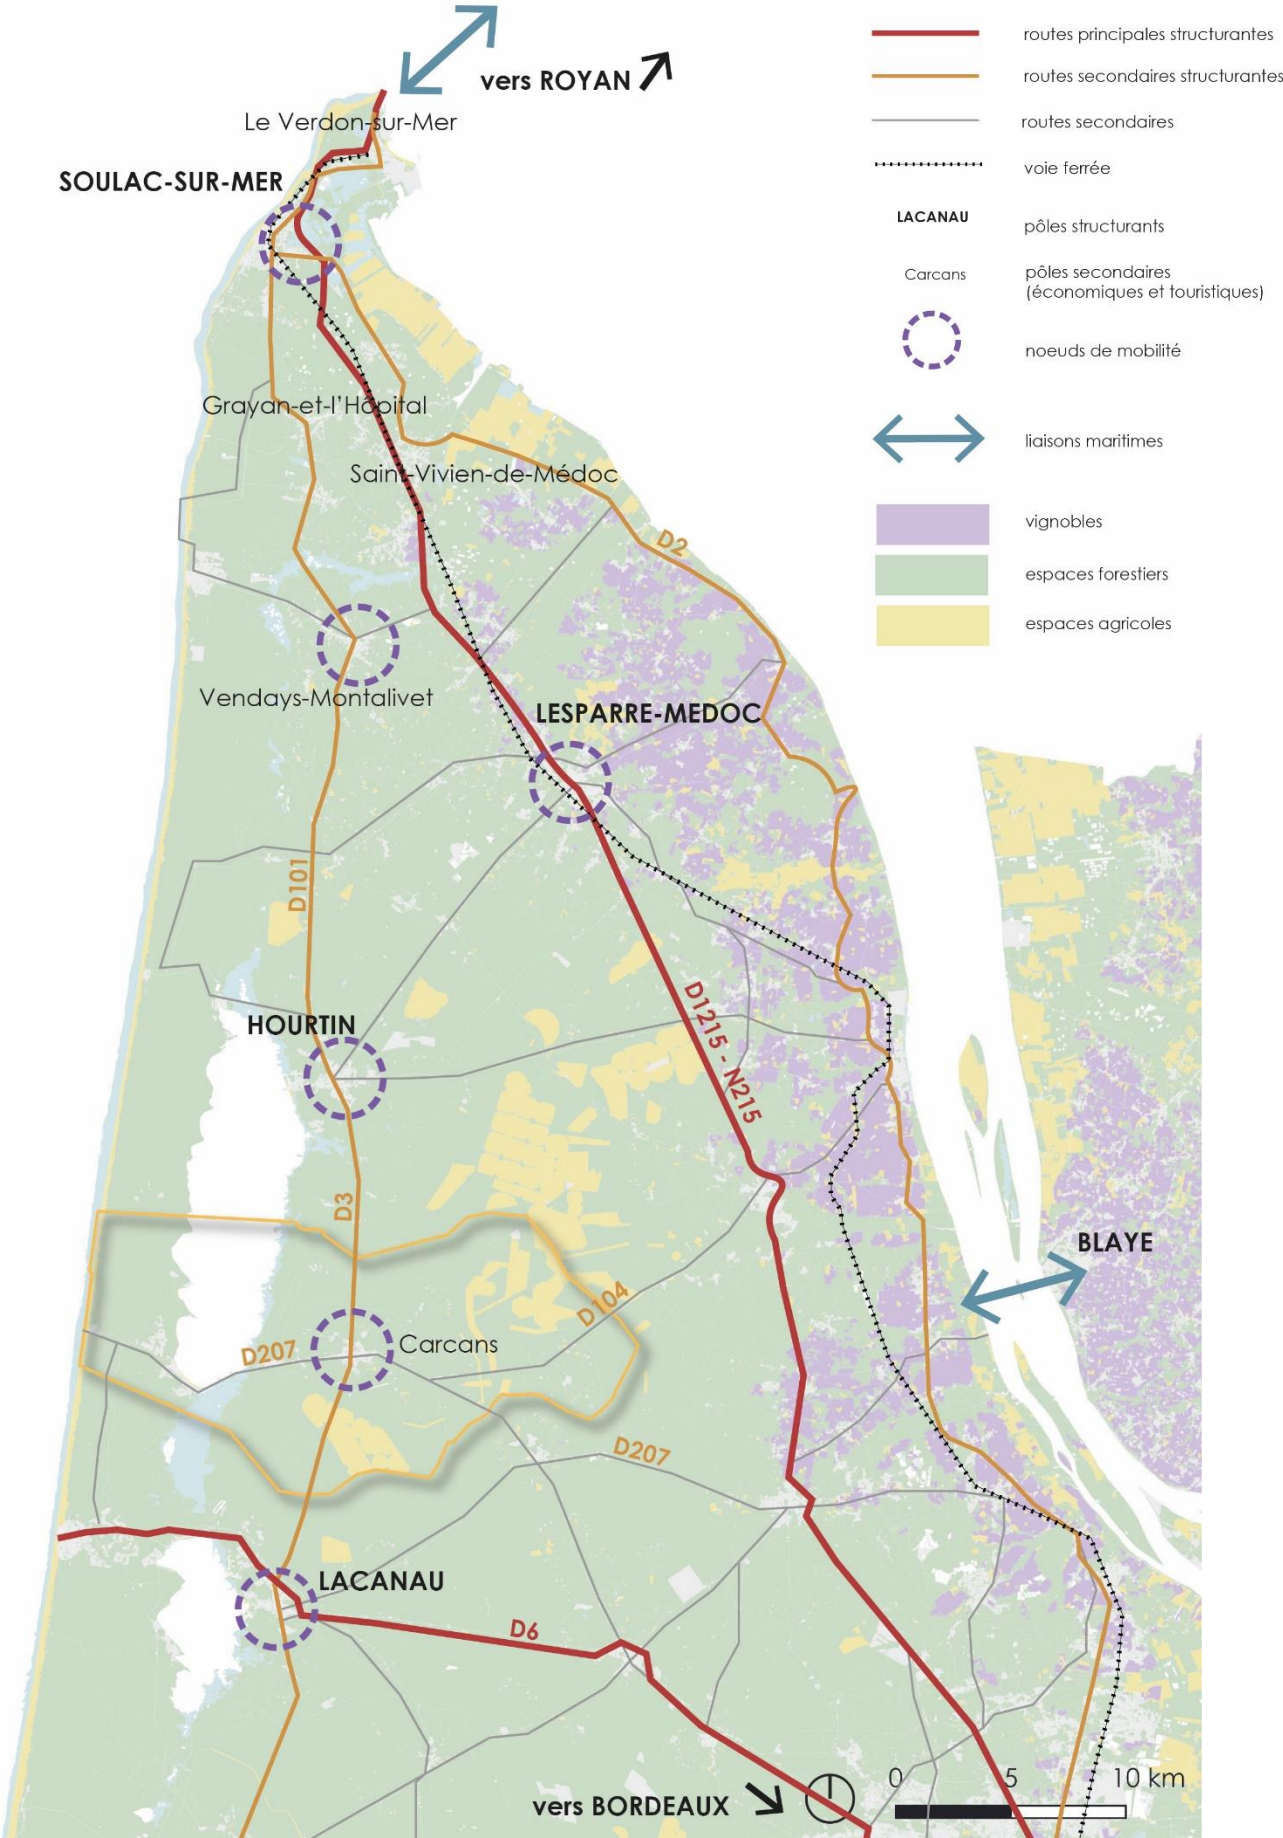 routes principales structurantes
vers ROYAN
routes secondaires structurantes
Le Verdon-sur-Mer
routes secondaires
voie ferrée
SOULAC-SUR-MER
LACANAU
pôles structurants
Carcans
pôles secondaires
(économiques et touristiques)
noeuds de mobilité
Grayan-et-l'Hôpital
liaisons maritimes
Saint-Vivien-de-Médoc
vignobles
D2
espaces forestiers
espaces agricoles
Vendays-Montalivet
LESPARRE-MEDOC
D101
HOURTIN
D1215 - N215
D3
BLAYE
D104
D207
Carcans
D207
LACANAU
D6
vers BORDEAUX
0 5 10 km